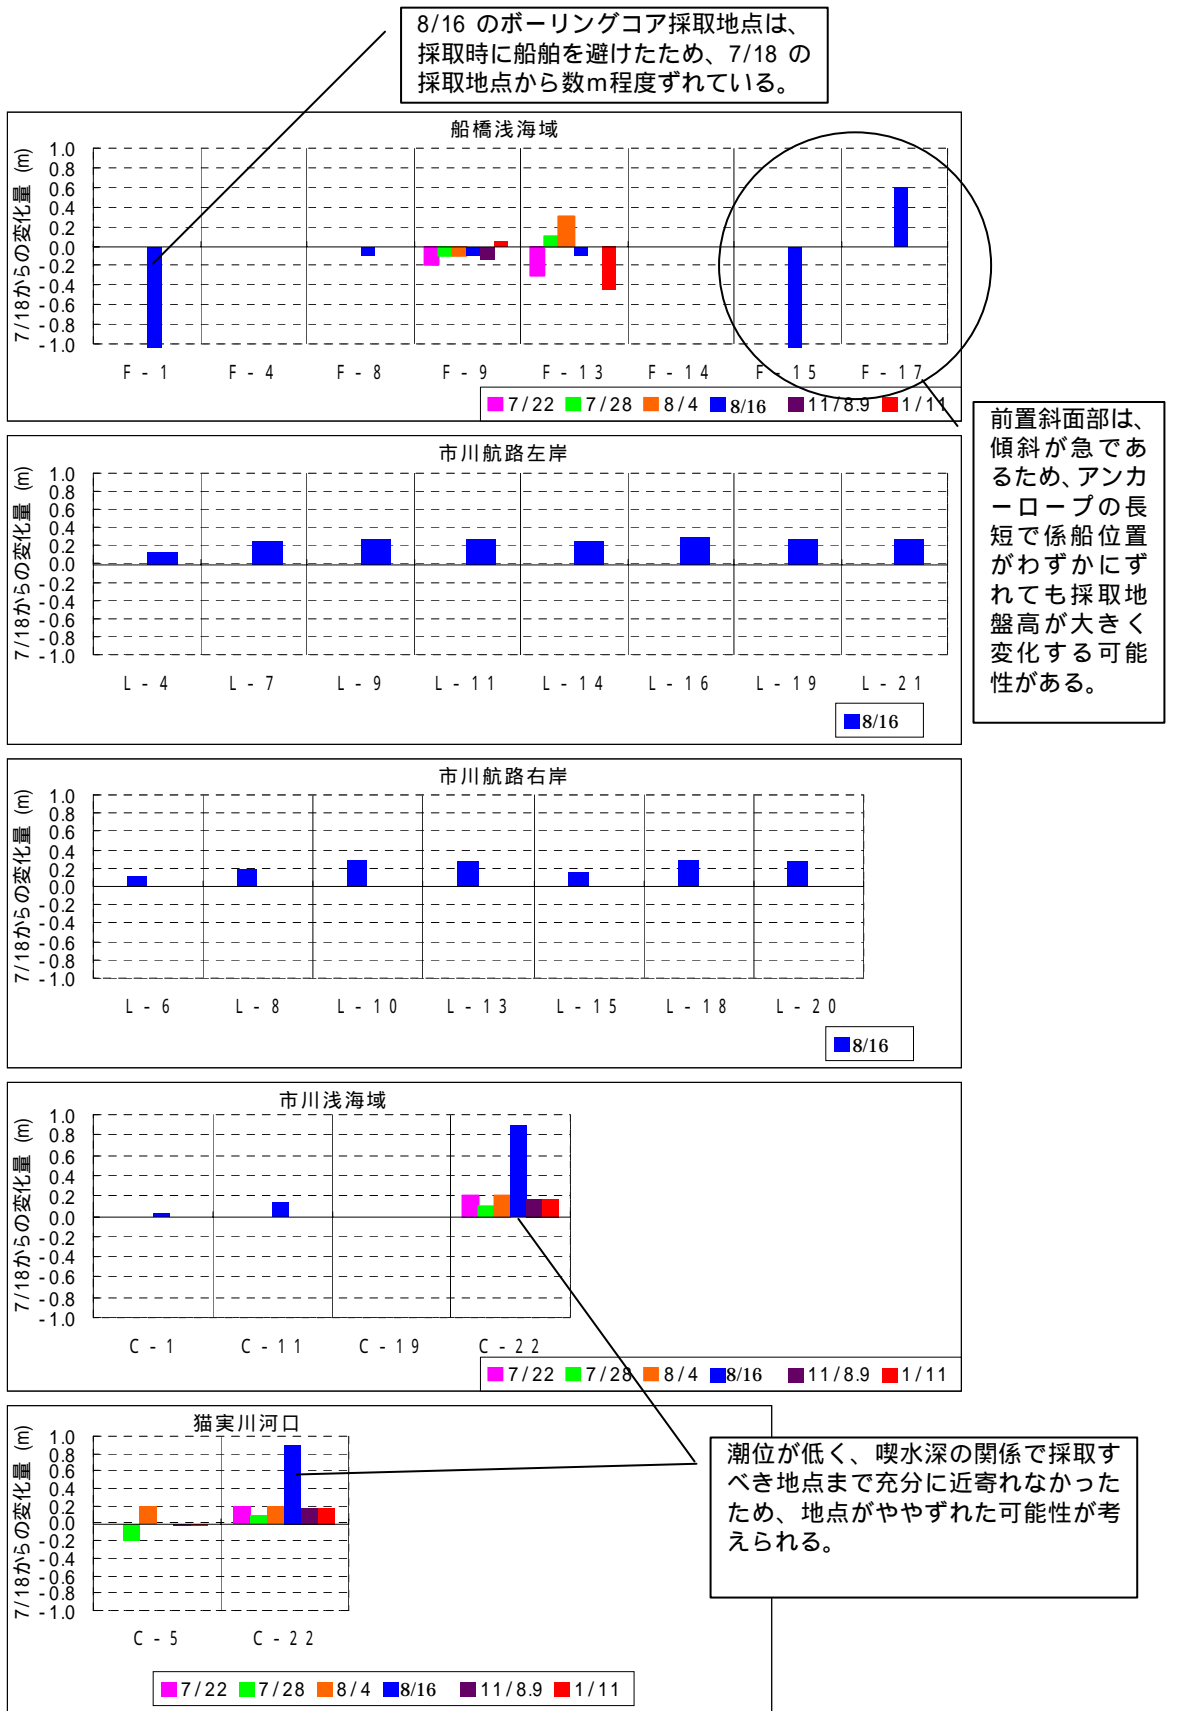 8/16 のボーリングコア採取地点は、
採取時に船舶を避けたため、7/18 の
採取地点から数m程度ずれている。
船橋浅海域
7/18からの変化量 (m)
1.0
0.8
0.6
0.4
0.2
0.0
-0.2
-0.4
-0.6
-0.8
-1.0
F-1 F-4 F-8 F-9 F-13 F-14 F-15 F-17
7/22 7/28 8/4 8/16 11/8.9 1/11
前置斜面部は、
傾斜が急であ
るため、アンカ
ーロープの長
短で係船位置
がわずかにず
れても採取地
盤高が大きく
変化する可能
性がある。
市川航路左岸
7/18からの変化量 (m)
1.0
0.8
0.6
0.4
0.2
0.0
-0.2
-0.4
-0.6
-0.8
-1.0
L-4 L-7 L-9 L-11 L-14 L-16 L-19 L-21
8/16
市川航路右岸
7/18からの変化量 (m)
1.0
0.8
0.6
0.4
0.2
0.0
-0.2
-0.4
-0.6
-0.8
-1.0
L-6 L-8 L-10 L-13 L-15 L-18 L-20
8/16
市川浅海域
7/18からの変化量 (m)
1.0
0.8
0.6
0.4
0.2
0.0
-0.2
-0.4
-0.6
-0.8
-1.0
C-1 C-11 C-19 C-22
7/22 7/28 8/4 8/16 11/8.9 1/11
猫実川河口
7/18からの変化量 (m)
1.0
0.8
0.6
0.4
0.2
0.0
-0.2
-0.4
-0.6
-0.8
-1.0
C-5 C-22
7/22 7/28 8/4 8/16 11/8.9 1/11
潮位が低く、喫水深の関係で採取す
べき地点まで充分に近寄れなかった
ため、地点がややずれた可能性が考
えられる。